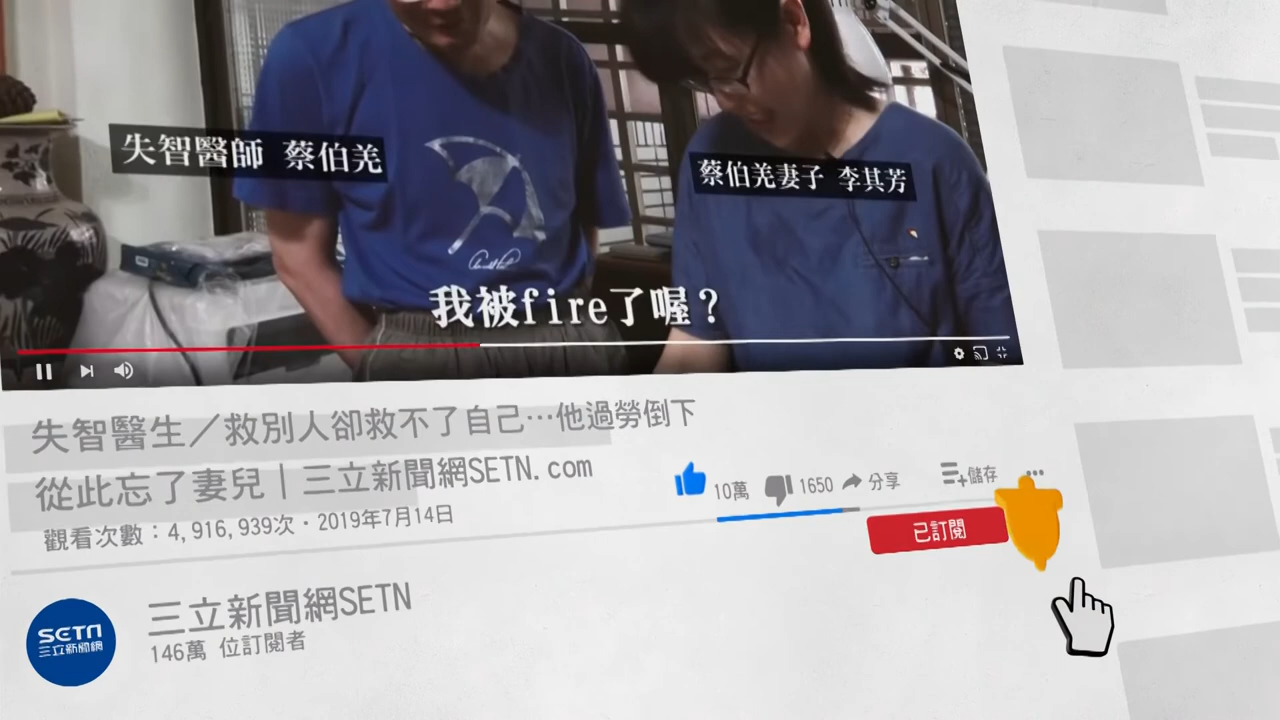 失智醫師 蔡伯羌
蔡伯羌妻子 李其芳
我被fire了喔？
失智醫生／救別人卻救不了自己…他過勞倒下
從此忘了妻兒｜三立新聞網SETN.com
10萬 1650 分享 儲存
觀看次數：4,916,939次・2019年7月14日
已訂閱
三立新聞網SETN
146萬 位訂閱者
SETN
三立新聞網